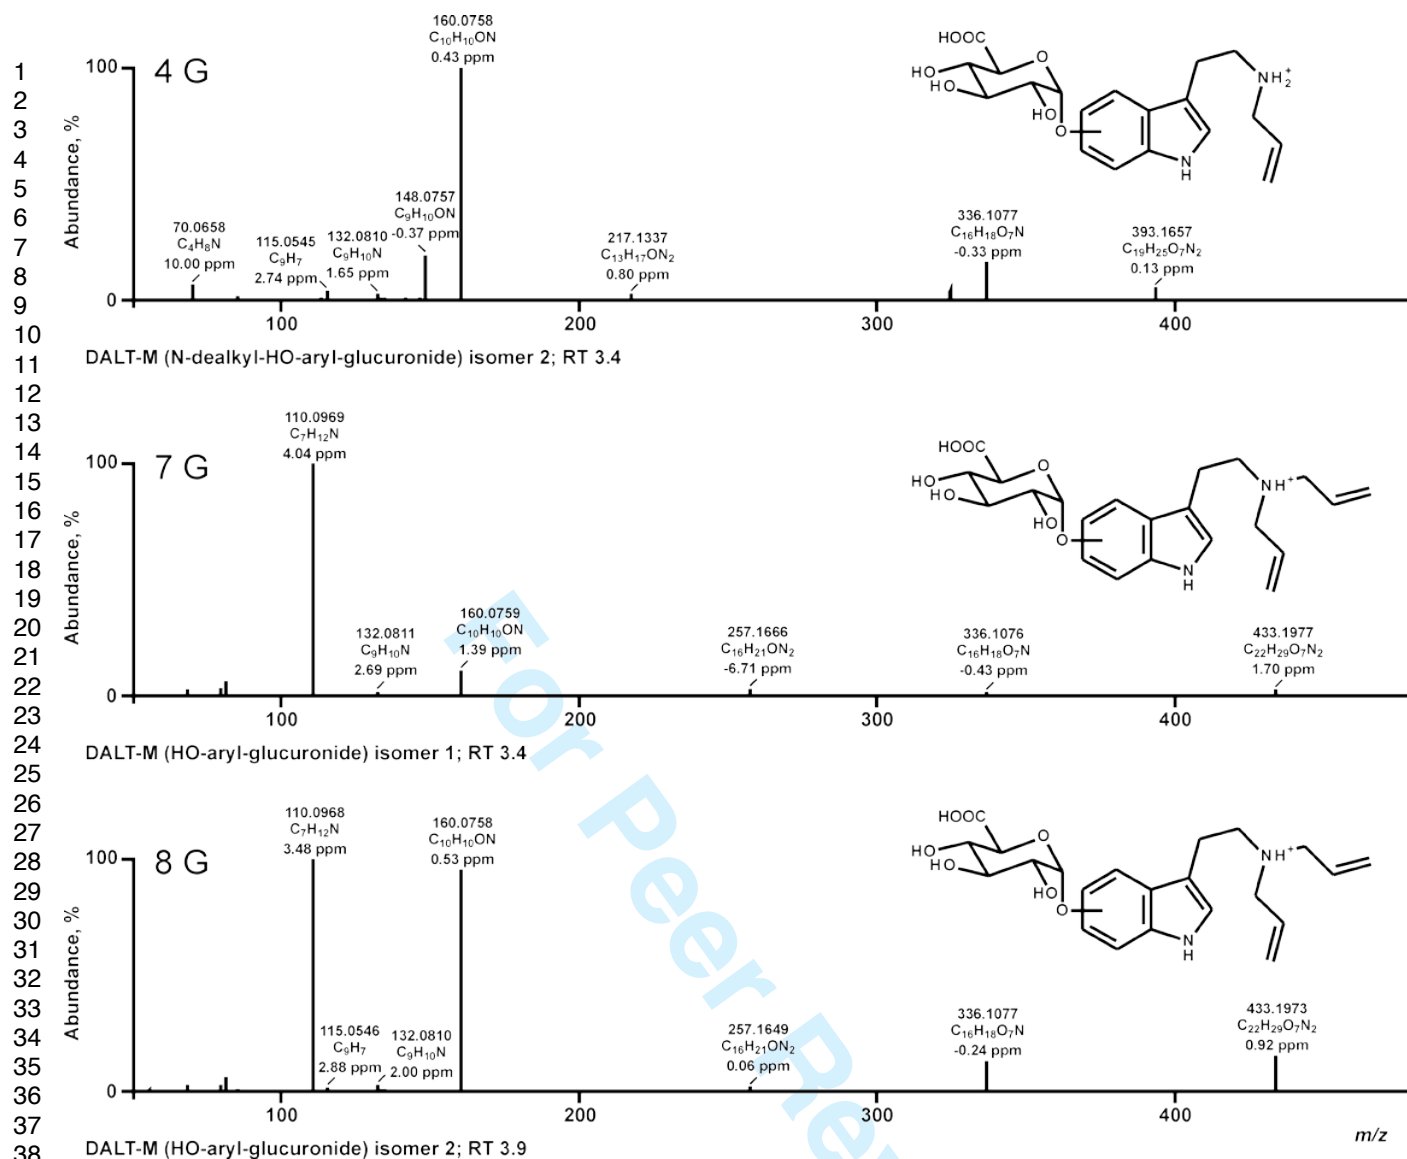 1
2
3
4
5
6
7
8
9
10
11
12
13
14
15
16
17
18
19
20
21
22
23
24
25
26
27
28
29
30
31
32
33
34
35
36
37
38
4 G
Abundance, %
100
0
70.0658
C4H8N
10.00 ppm
115.0545
C9H7
2.74 ppm
132.0810
C9H10N
1.65 ppm
148.0757
C9H10ON
-0.37 ppm
160.0758
C10H10ON
0.43 ppm
217.1337
C13H17ON2
0.80 ppm
336.1077
C16H18O7N
-0.33 ppm
393.1657
C19H25O7N2
0.13 ppm
HOOC
O
HO
HO
HO
O
N
H
NH2+
100
200
300
400
DALT-M (N-dealkyl-HO-aryl-glucuronide) isomer 2; RT 3.4
7 G
Abundance, %
100
0
110.0969
C7H12N
4.04 ppm
132.0811
C9H10N
2.69 ppm
160.0759
C10H10ON
1.39 ppm
257.1666
C16H21ON2
-6.71 ppm
336.1076
C16H18O7N
-0.43 ppm
433.1977
C22H29O7N2
1.70 ppm
HOOC
O
HO
HO
HO
O
N
H
NH+
100
200
300
400
DALT-M (HO-aryl-glucuronide) isomer 1; RT 3.4
8 G
Abundance, %
100
0
110.0968
C7H12N
3.48 ppm
115.0546
C9H7
2.88 ppm
132.0810
C9H10N
2.00 ppm
160.0758
C10H10ON
0.53 ppm
257.1649
C16H21ON2
0.06 ppm
336.1077
C16H18O7N
-0.24 ppm
433.1973
C22H29O7N2
0.92 ppm
HOOC
O
HO
HO
HO
O
N
H
NH+
100
200
300
400
m/z
DALT-M (HO-aryl-glucuronide) isomer 2; RT 3.9
For Peer Re